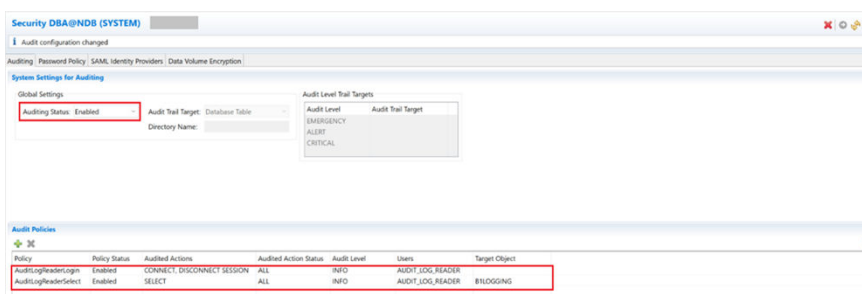 Security DBA@NDB (SYSTEM)
Audit configuration changed
Auditing Password Policy SAML Identity Providers Data Volume Encryption
System Settings for Auditing
Global Settings
Auditing Status: Enabled
Audit Trail Target: Database Table
Directory Name:
Audit Level Trail Targets
Audit Level Audit Trail Target
EMERGENCY
ALERT
CRITICAL
Audit Policies
Policy Policy Status Audited Actions Audited Action Status Audit Level Users Target Object
AuditLogReaderLogin Enabled CONNECT, DISCONNECT SESSION ALL INFO AUDIT_LOG_READER
AuditLogReaderSelect Enabled SELECT ALL INFO AUDIT_LOG_READER B1LOGGING